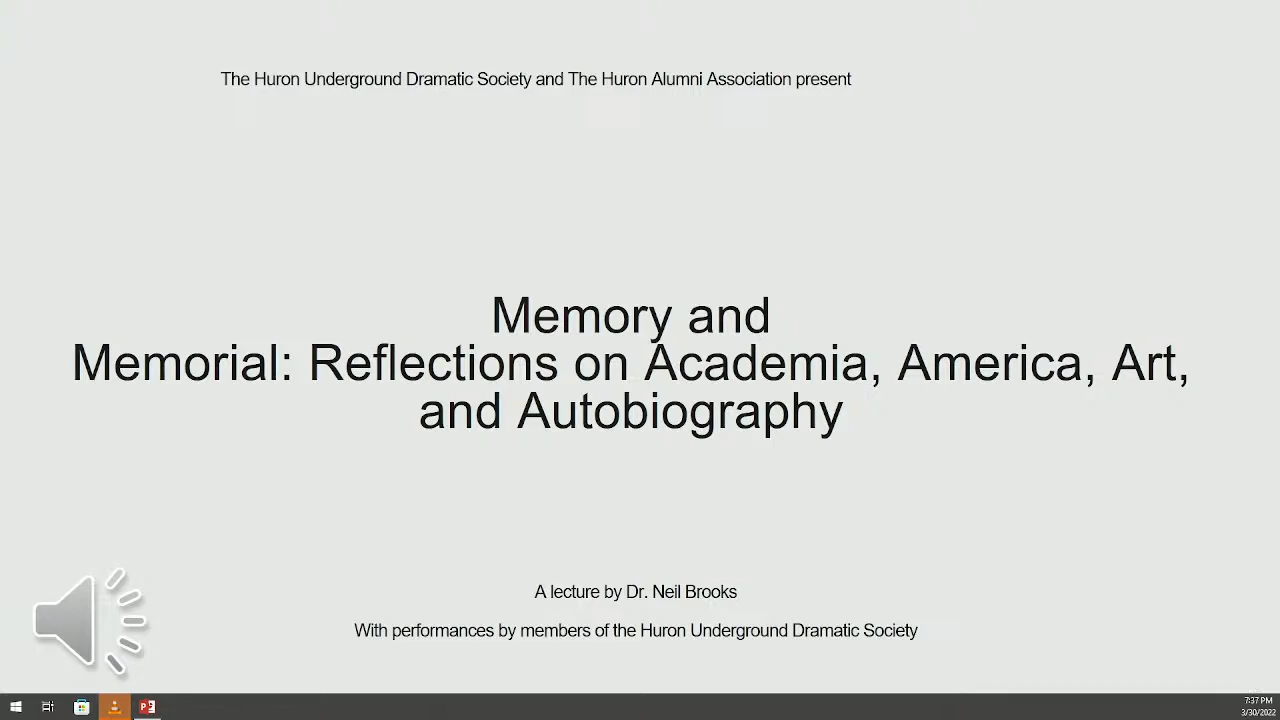 The Huron Underground Dramatic Society and The Huron Alumni Association present
Memory and
Memorial: Reflections on Academia, America, Art,
and Autobiography
A lecture by Dr. Neil Brooks
With performances by members of the Huron Underground Dramatic Society
7:37 PM
3/30/2022